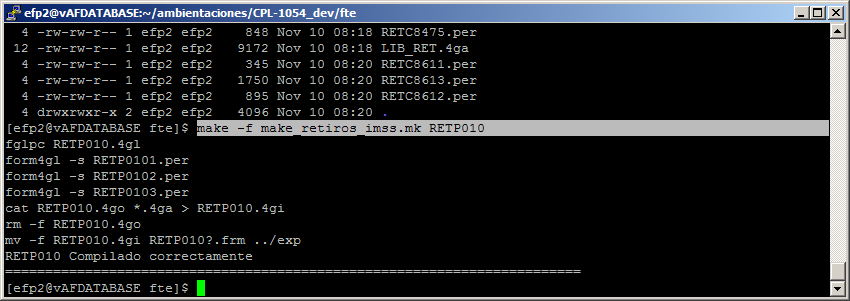 efp2@vAFDATABASE:~/ambientaciones/CPL-1054_dev/fte
4 -rw-rw-r-- 1 efp2 efp2 848 Nov 10 08:18 RETC8475.per
12 -rw-rw-r-- 1 efp2 efp2 9172 Nov 10 08:18 LIB_RET.4ga
4 -rw-rw-r-- 1 efp2 efp2 345 Nov 10 08:20 RETC8611.per
4 -rw-rw-r-- 1 efp2 efp2 1750 Nov 10 08:20 RETC8613.per
4 -rw-rw-r-- 1 efp2 efp2 895 Nov 10 08:20 RETC8612.per
4 drwxrwxr-x 2 efp2 efp2 4096 Nov 10 08:20 .
[efp2@vAFDATABASE fte]$ make -f make_retiros_imss.mk RETP010
fglpc RETP010.4gl
form4gl -s RETP0101.per
form4gl -s RETP0102.per
form4gl -s RETP0103.per
cat RETP010.4go *.4ga > RETP010.4gi
rm -f RETP010.4go
mv -f RETP010.4gi RETP010?.frm ../exp
RETP010 Compilado correctamente
=========================================================================
[efp2@vAFDATABASE fte]$